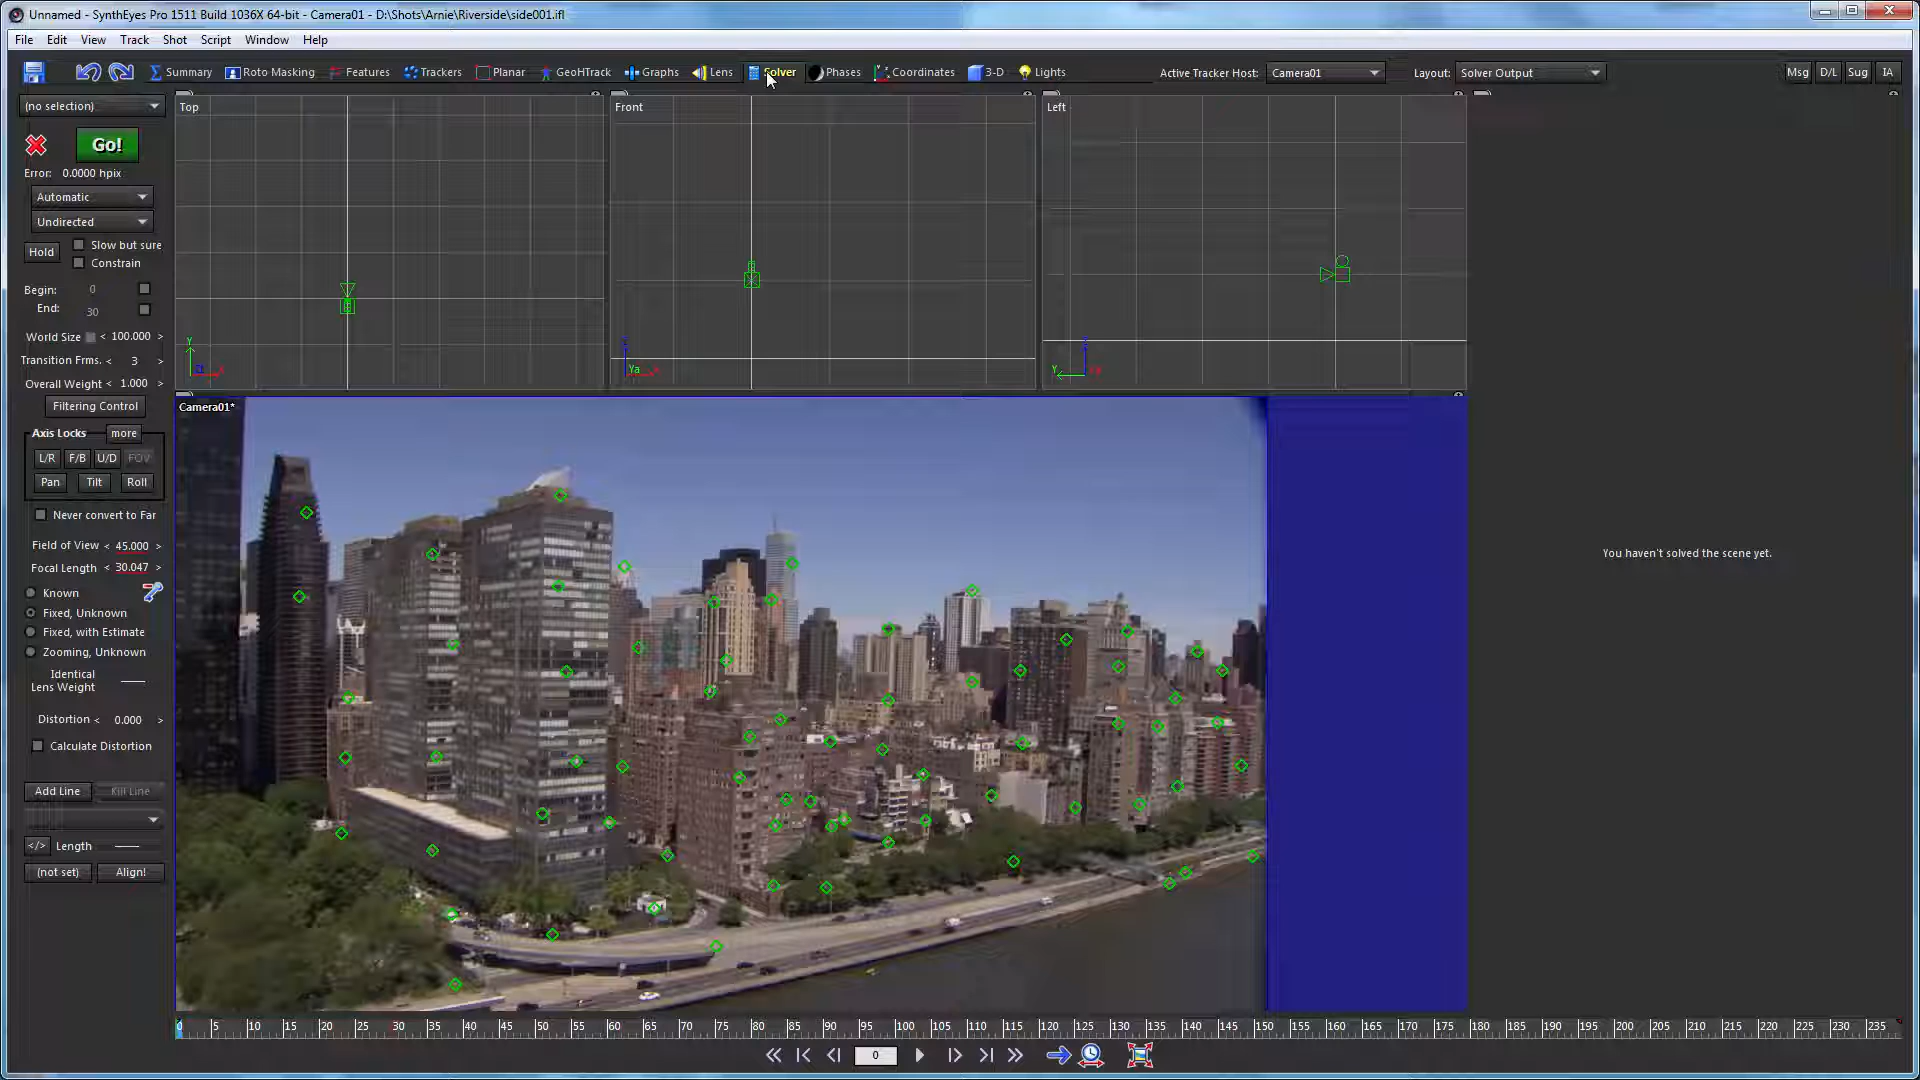 Unnamed - SynthEyes Pro 1511 Build 1036X 64-bit - Camera01 - D:\Shots\Arnie\Riverside\side001.ifl
File Edit View Track Shot Script Window Help
Summary Roto Masking Features Trackers Planar GeoHTrack Graphs Lens Solver Phases Coordinates 3-D Lights Active Tracker Host: Camera01 Layout: Solver Output Msg D/L Sug IA
(no selection)
Top Front Left
Go!
Error: 0.0000 hpix
Automatic
Undirected
Hold Slow but sure
Constrain
Begin: 0
End: 30
World Size < 100.000 >
Transition Frms. < 3 >
Overall Weight < 1.000 >
Filtering Control
Axis Locks more
L/R F/B U/D FOV
Pan Tilt Roll
Never convert to Far
Field of View < 45.000 >
Focal Length < 30.047 >
Known
Fixed, Unknown
Fixed, with Estimate
Zooming, Unknown
Identical
Lens Weight
Distortion < 0.000 >
Calculate Distortion
Add Line Kill Line
</> Length
(not set) Align!
Camera01*
You haven't solved the scene yet.
0 5 10 15 20 25 30 35 40 45 50 55 60 65 70 75 80 85 90 95 100 105 110 115 120 125 130 135 140 145 150 155 160 165 170 175 180 185 190 195 200 205 210 215 220 225 230 235
0